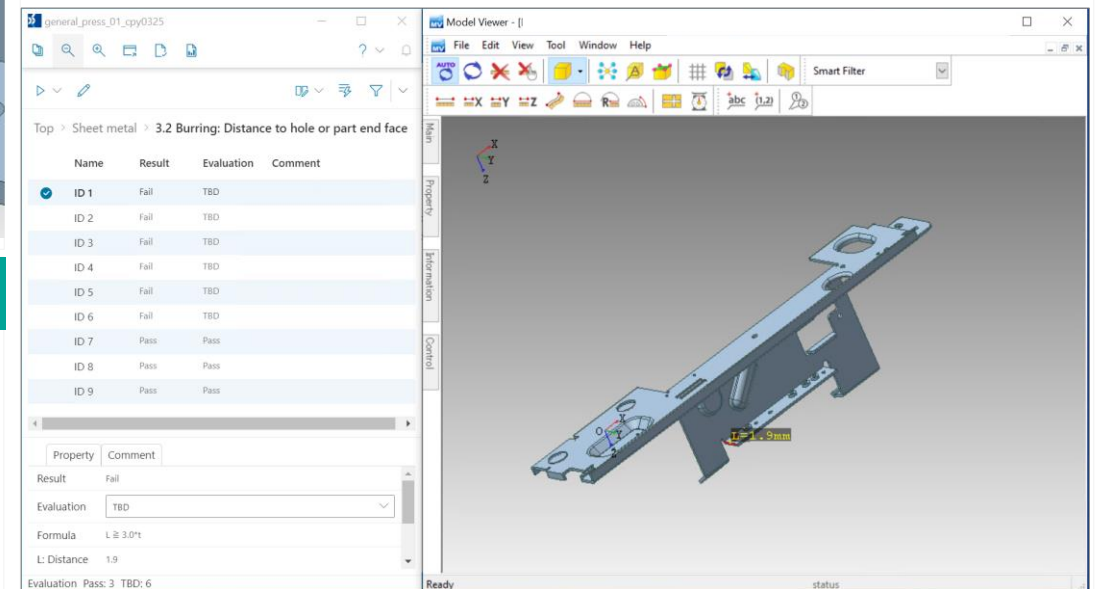 general_press_01_cpy0325
?
Top > Sheet metal > 3.2 Burring: Distance to hole or part end face
Name Result Evaluation Comment
ID 1 Fail TBD
ID 2 Fail TBD
ID 3 Fail TBD
ID 4 Fail TBD
ID 5 Fail TBD
ID 6 Fail TBD
ID 7 Pass Pass
ID 8 Pass Pass
ID 9 Pass Pass
Property Comment
Result Fail
Evaluation TBD
Formula L ≧ 3.0*t
L: Distance 1.9
Evaluation Pass: 3 TBD: 6
MV Model Viewer - [
MV File Edit View Tool Window Help
AUTO A Smart Filter
X Y Z R abc (1,2)
Main
Property
Information
Control
X
Y
Z
X
O Y
Z
L=1.9mm
Ready status